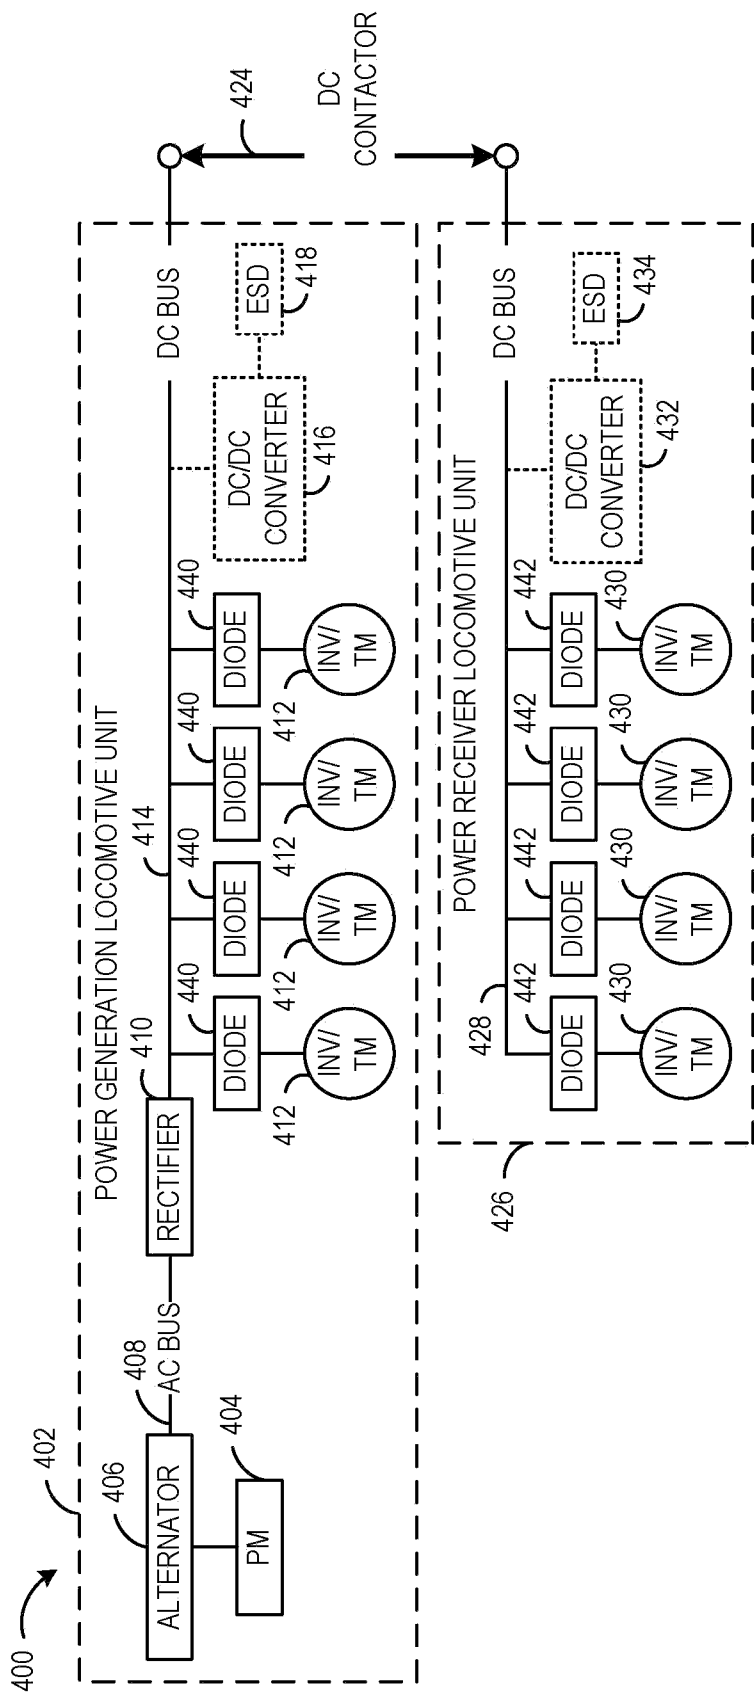 400
402
POWER GENERATION LOCOMOTIVE UNIT
406
ALTERNATOR
408
AC BUS
RECTIFIER
410
414
DC BUS
404
PM
440
DIODE
412
INV/
TM
440
DIODE
412
INV/
TM
440
DIODE
412
INV/
TM
440
DIODE
412
INV/
TM
DC/DC
CONVERTER
416
ESD
418
424
DC
CONTACTOR
426
POWER RECEIVER LOCOMOTIVE UNIT
428
DC BUS
442
DIODE
430
INV/
TM
442
DIODE
430
INV/
TM
442
DIODE
430
INV/
TM
442
DIODE
430
INV/
TM
DC/DC
CONVERTER
432
ESD
434